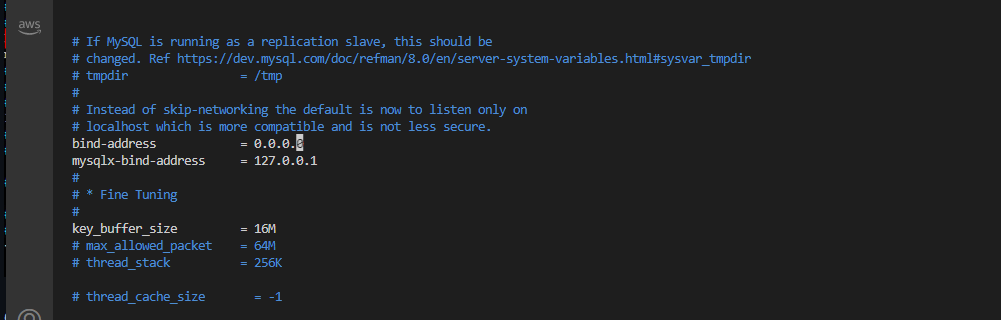 aws
# If MySQL is running as a replication slave, this should be
# changed. Ref https://dev.mysql.com/doc/refman/8.0/en/server-system-variables.html#sysvar_tmpdir
# tmpdir                 = /tmp
#
# Instead of skip-networking the default is now to listen only on
# localhost which is more compatible and is not less secure.
bind-address            = 0.0.0.0
mysqlx-bind-address     = 127.0.0.1
#
# * Fine Tuning
#
key_buffer_size         = 16M
# max_allowed_packet    = 64M
# thread_stack          = 256K
# thread_cache_size       = -1